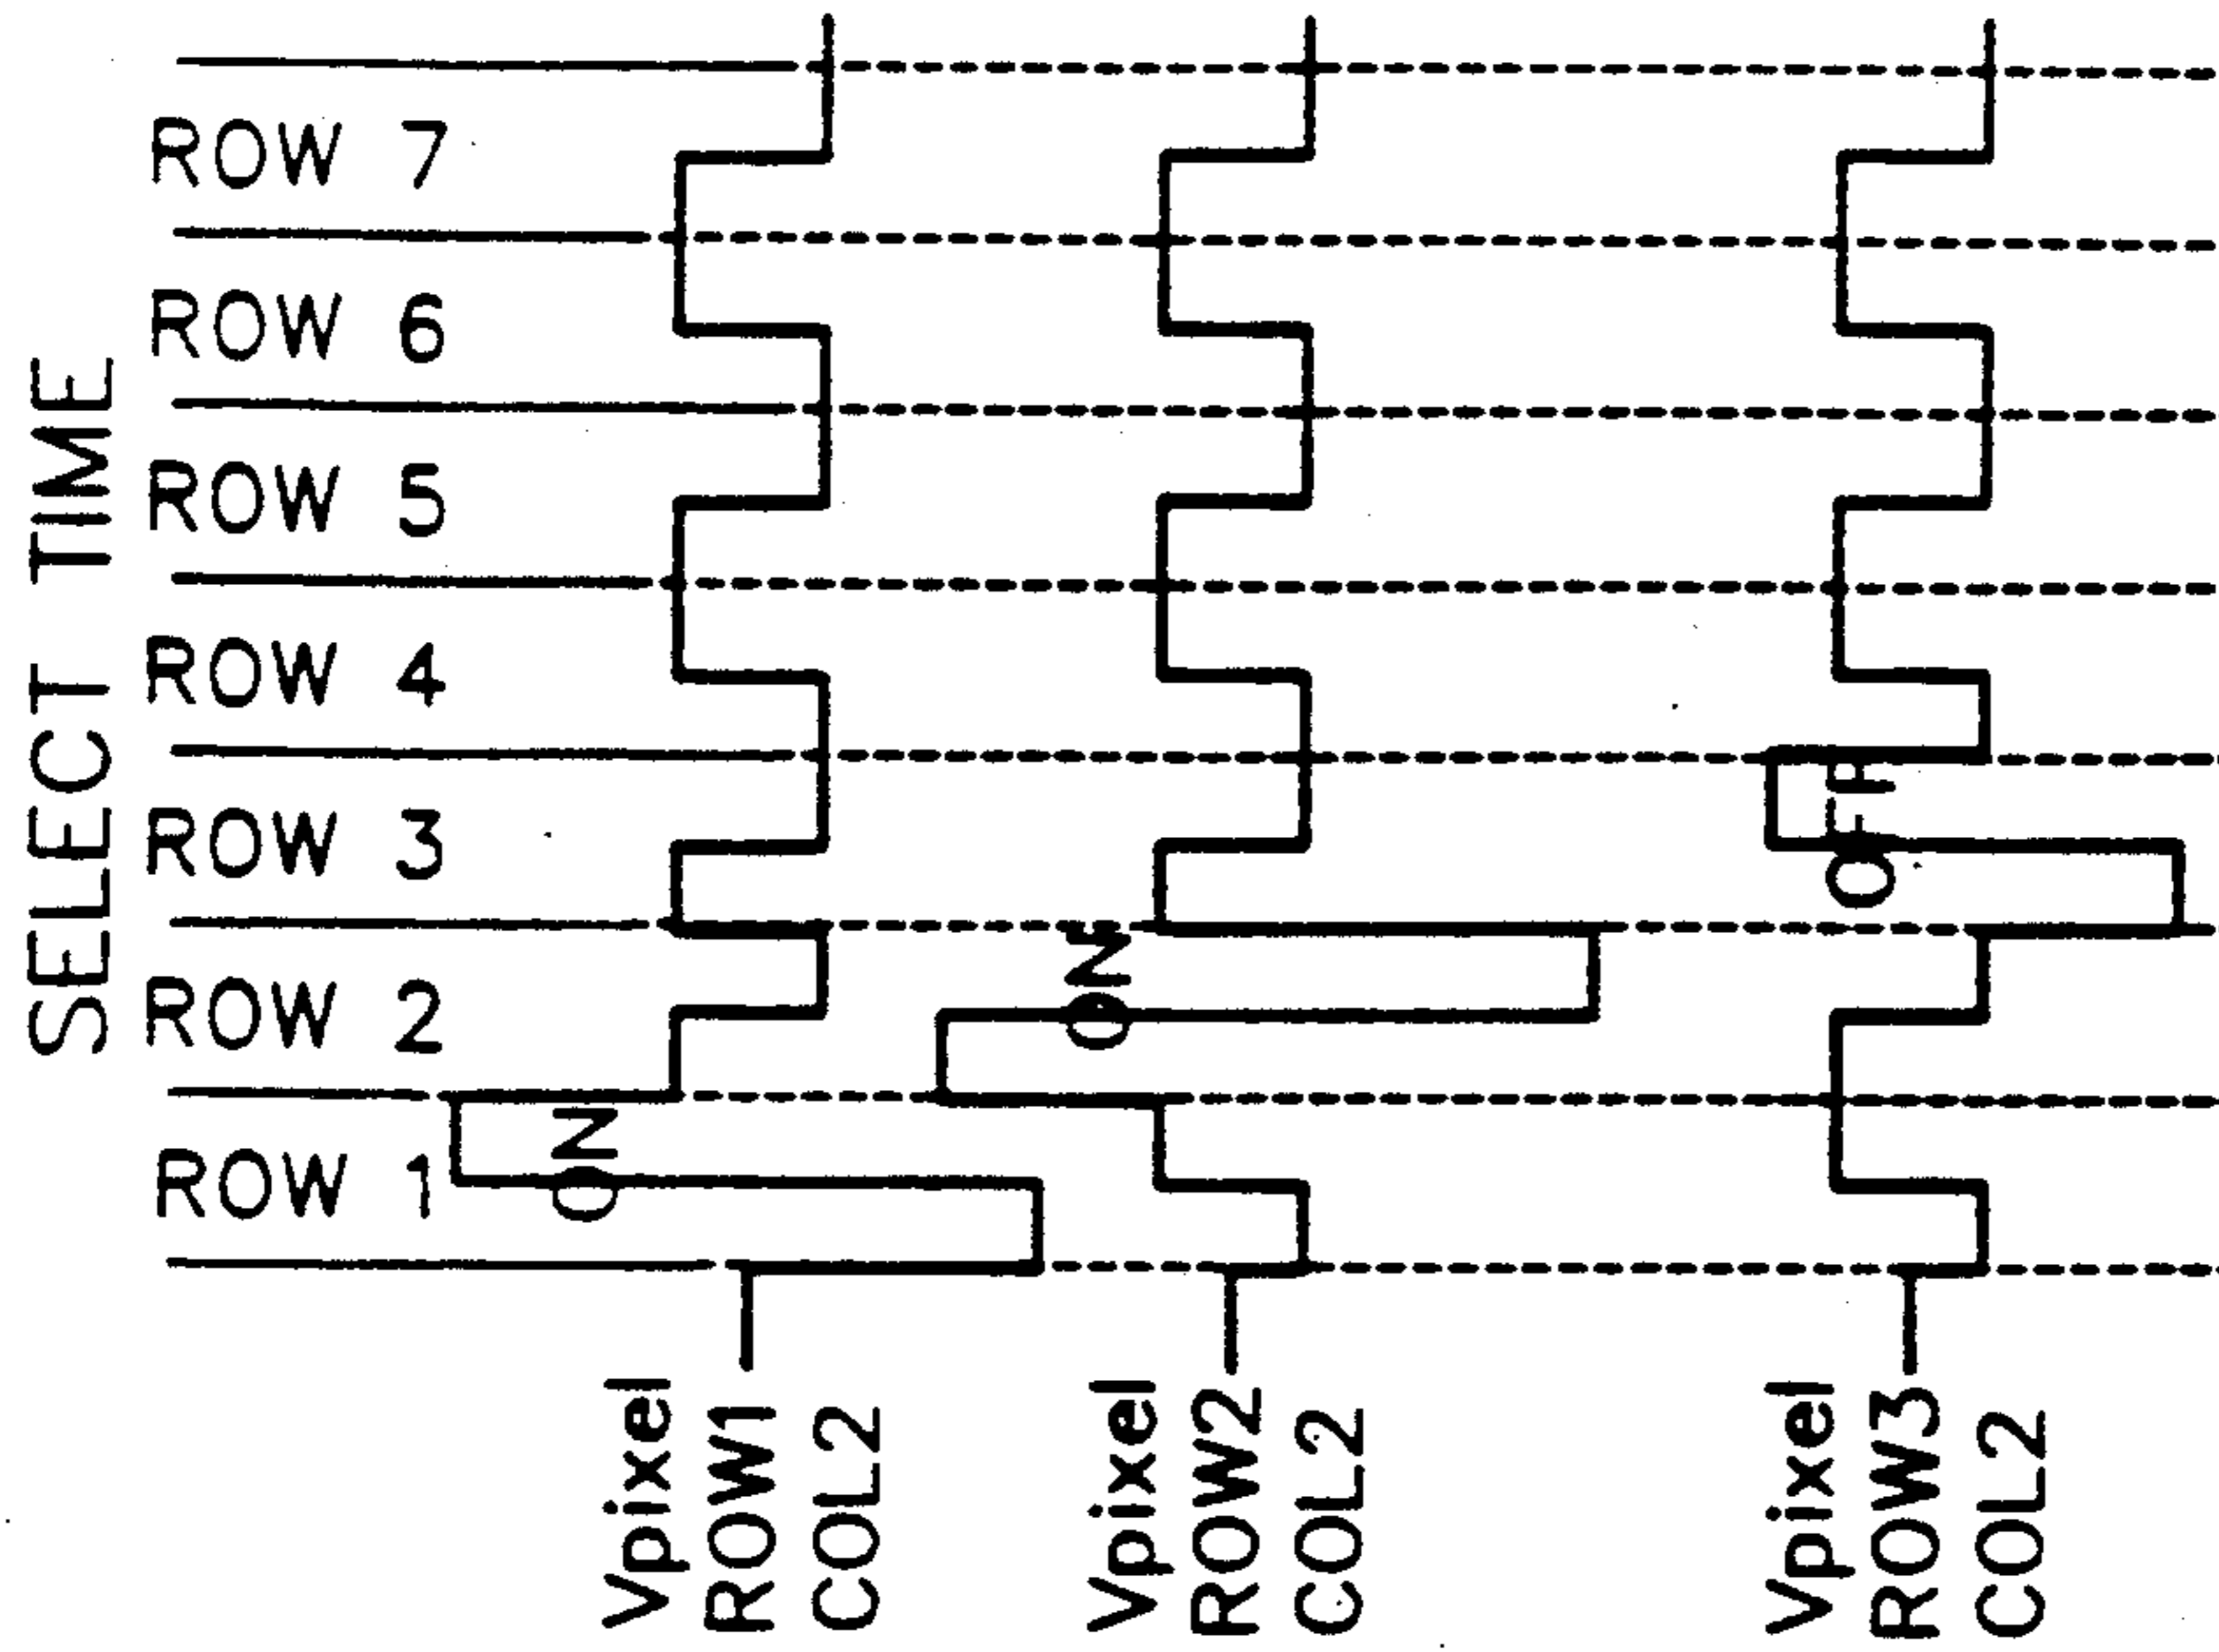 SELECT TIME
ROW 7
ROW 6
ROW 5
ROW 4
ROW 3
ROW 2
ROW 1
ON
ON
OFF
Vpixel
ROW1
COL2
Vpixel
ROW2
COL2
Vpixel
ROW3
COL2